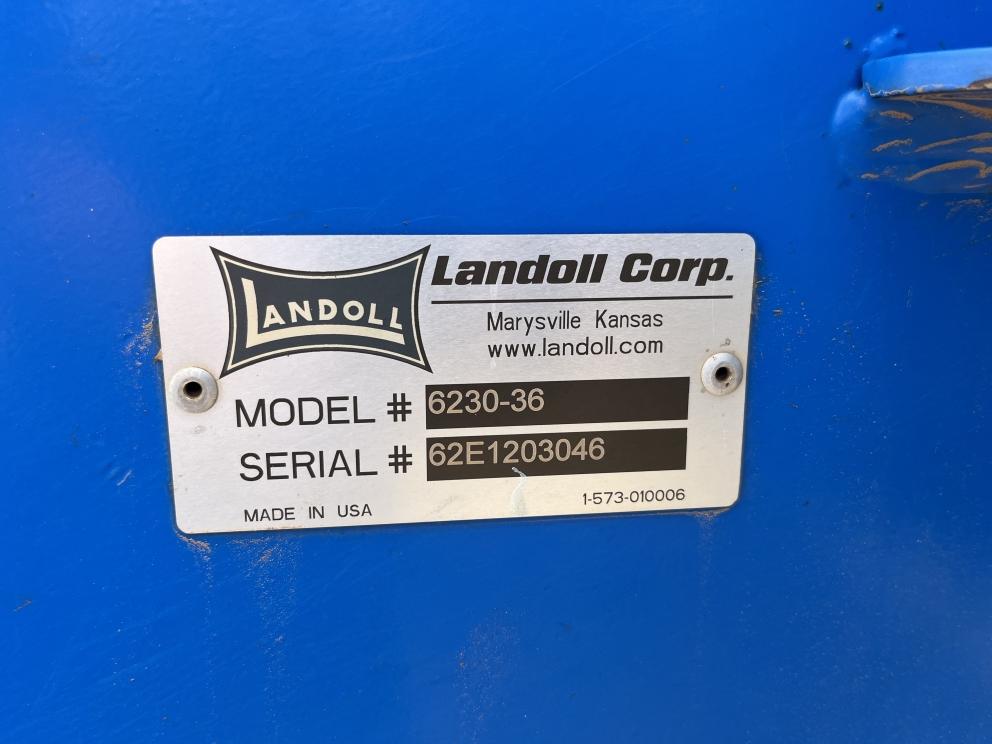 LANDOLL
Landoll Corp.
Marysville Kansas
www.landoll.com
MODEL # 6230-36
SERIAL # 62E1203046
MADE IN USA
1-573-010006